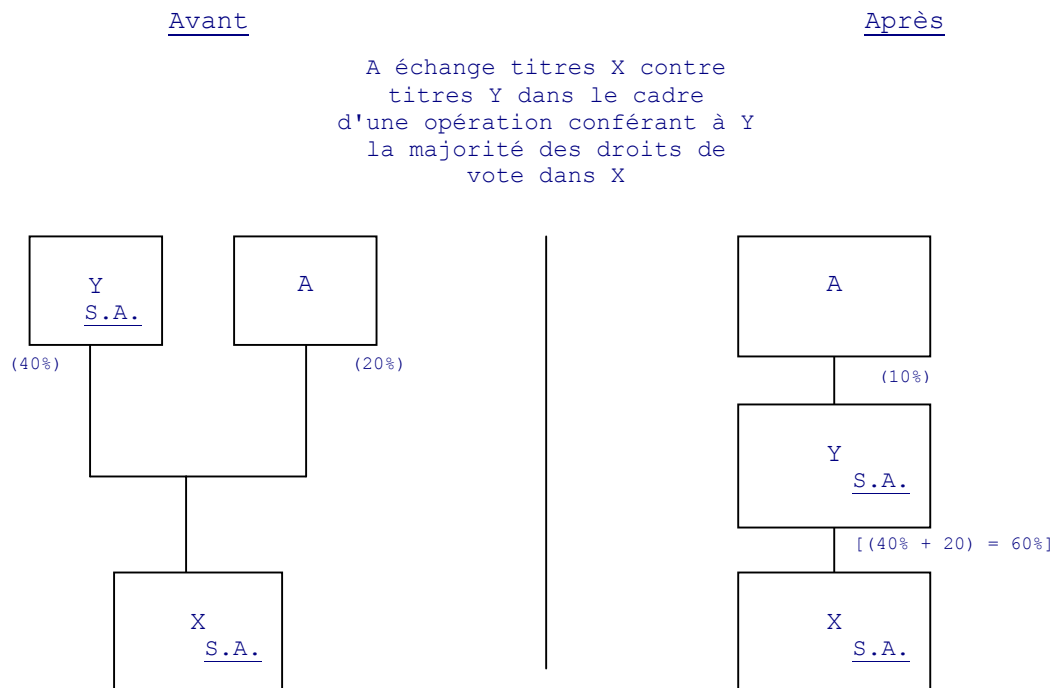 Avant
Après
A échange titres X contre
titres Y dans le cadre
d'une opération conférant à Y
la majorité des droits de
vote dans X
Y
S.A.
A
(40%)
(20%)
X
S.A.
A
(10%)
Y
S.A.
[(40% + 20) = 60%]
X
S.A.